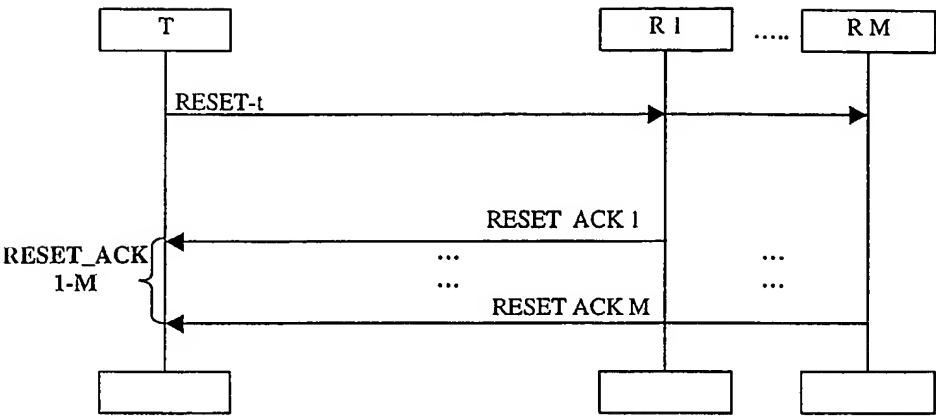 T
R 1
.....
R M
RESET-t
RESET ACK 1
RESET_ACK
1-M
...
...
...
...
RESET ACK M